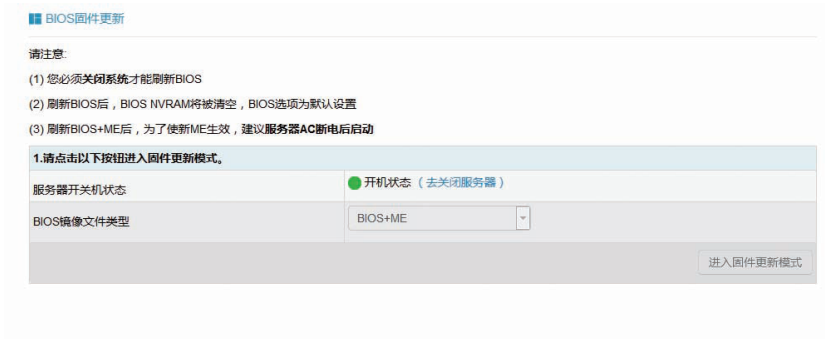 BIOS固件更新
请注意:
(1) 您必须关闭系统才能刷新BIOS
(2) 刷新BIOS后，BIOS NVRAM将被清空，BIOS选项为默认设置
(3) 刷新BIOS+ME后，为了使新ME生效，建议服务器AC断电后启动
1.请点击以下按钮进入固件更新模式。
服务器开关机状态 开机状态（去关闭服务器）
BIOS镜像文件类型 BIOS+ME
进入固件更新模式